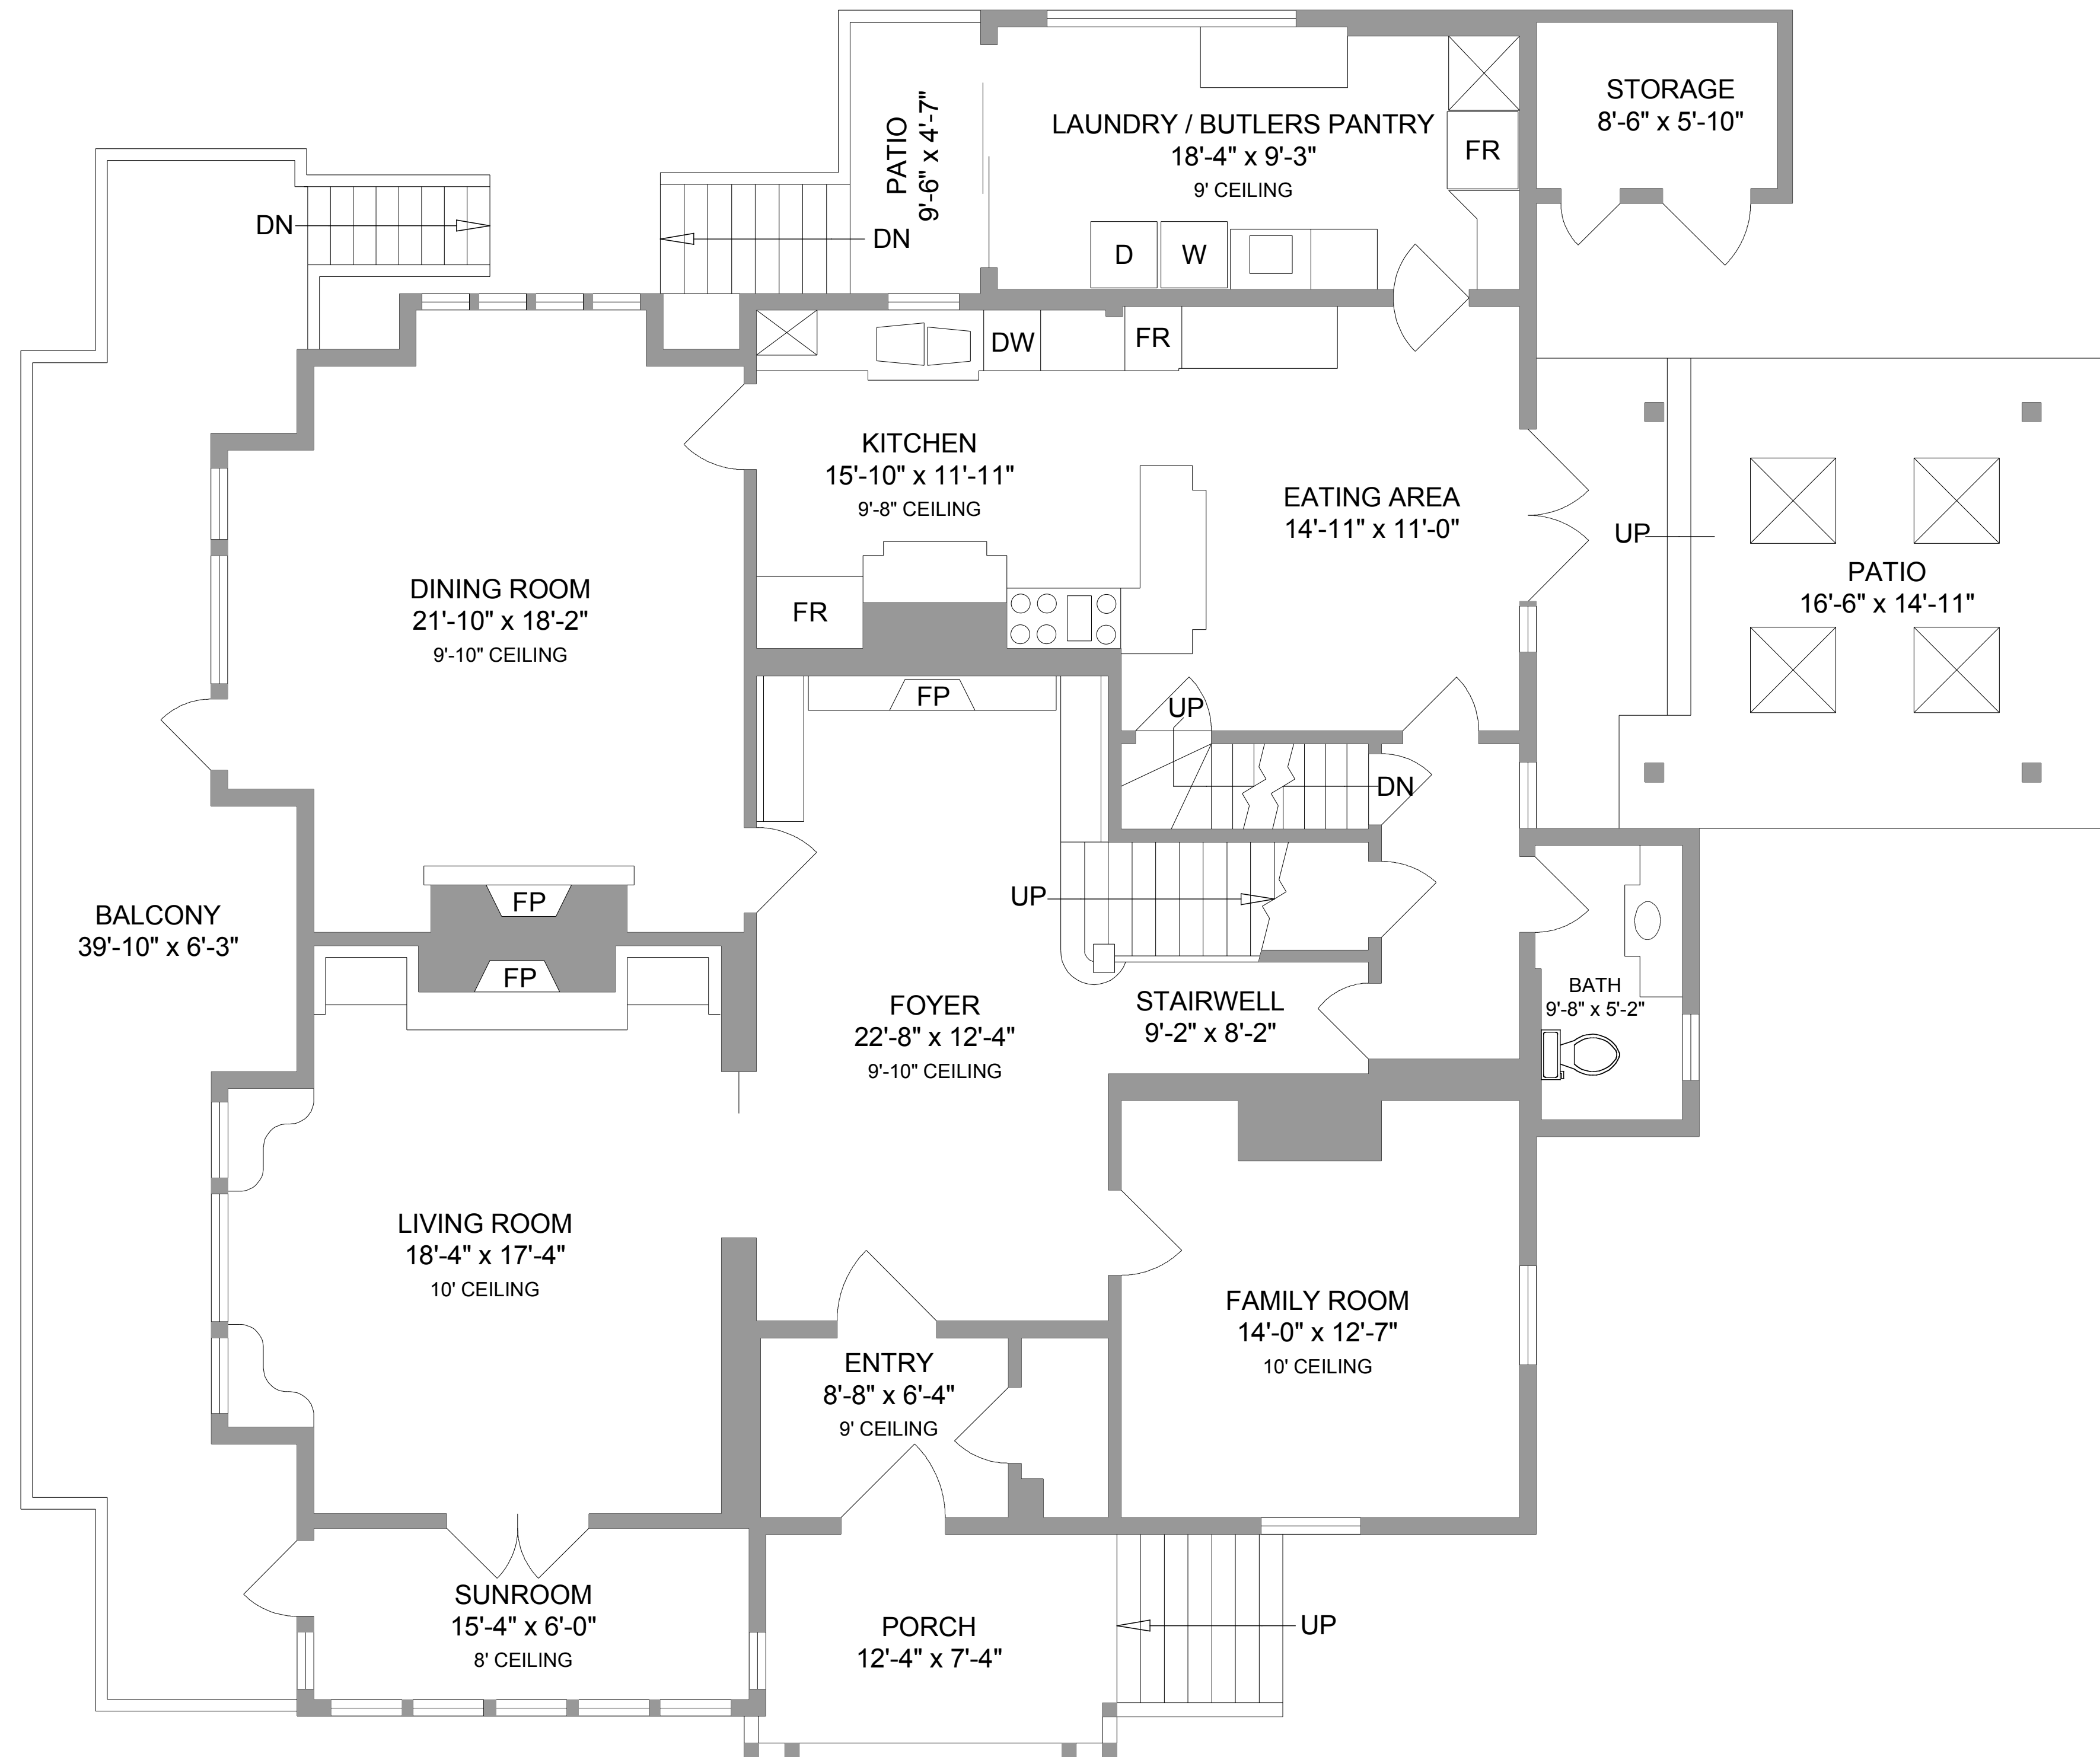 STORAGE
8'-6" x 5'-10"
LAUNDRY / BUTLERS PANTRY
18'-4" x 9'-3"
9' CEILING
FR
PATIO
9'-6" x 4'-7"
DN
DN
D
W
DW
FR
KITCHEN
15'-10" x 11'-11"
9'-8" CEILING
EATING AREA
14'-11" x 11'-0"
UP
PATIO
16'-6" x 14'-11"
DINING ROOM
21'-10" x 18'-2"
9'-10" CEILING
FR
FP
UP
DN
UP
FP
BALCONY
39'-10" x 6'-3"
FP
BATH
9'-8" x 5'-2"
FOYER
22'-8" x 12'-4"
9'-10" CEILING
STAIRWELL
9'-2" x 8'-2"
LIVING ROOM
18'-4" x 17'-4"
10' CEILING
FAMILY ROOM
14'-0" x 12'-7"
10' CEILING
ENTRY
8'-8" x 6'-4"
9' CEILING
SUNROOM
15'-4" x 6'-0"
8' CEILING
PORCH
12'-4" x 7'-4"
UP